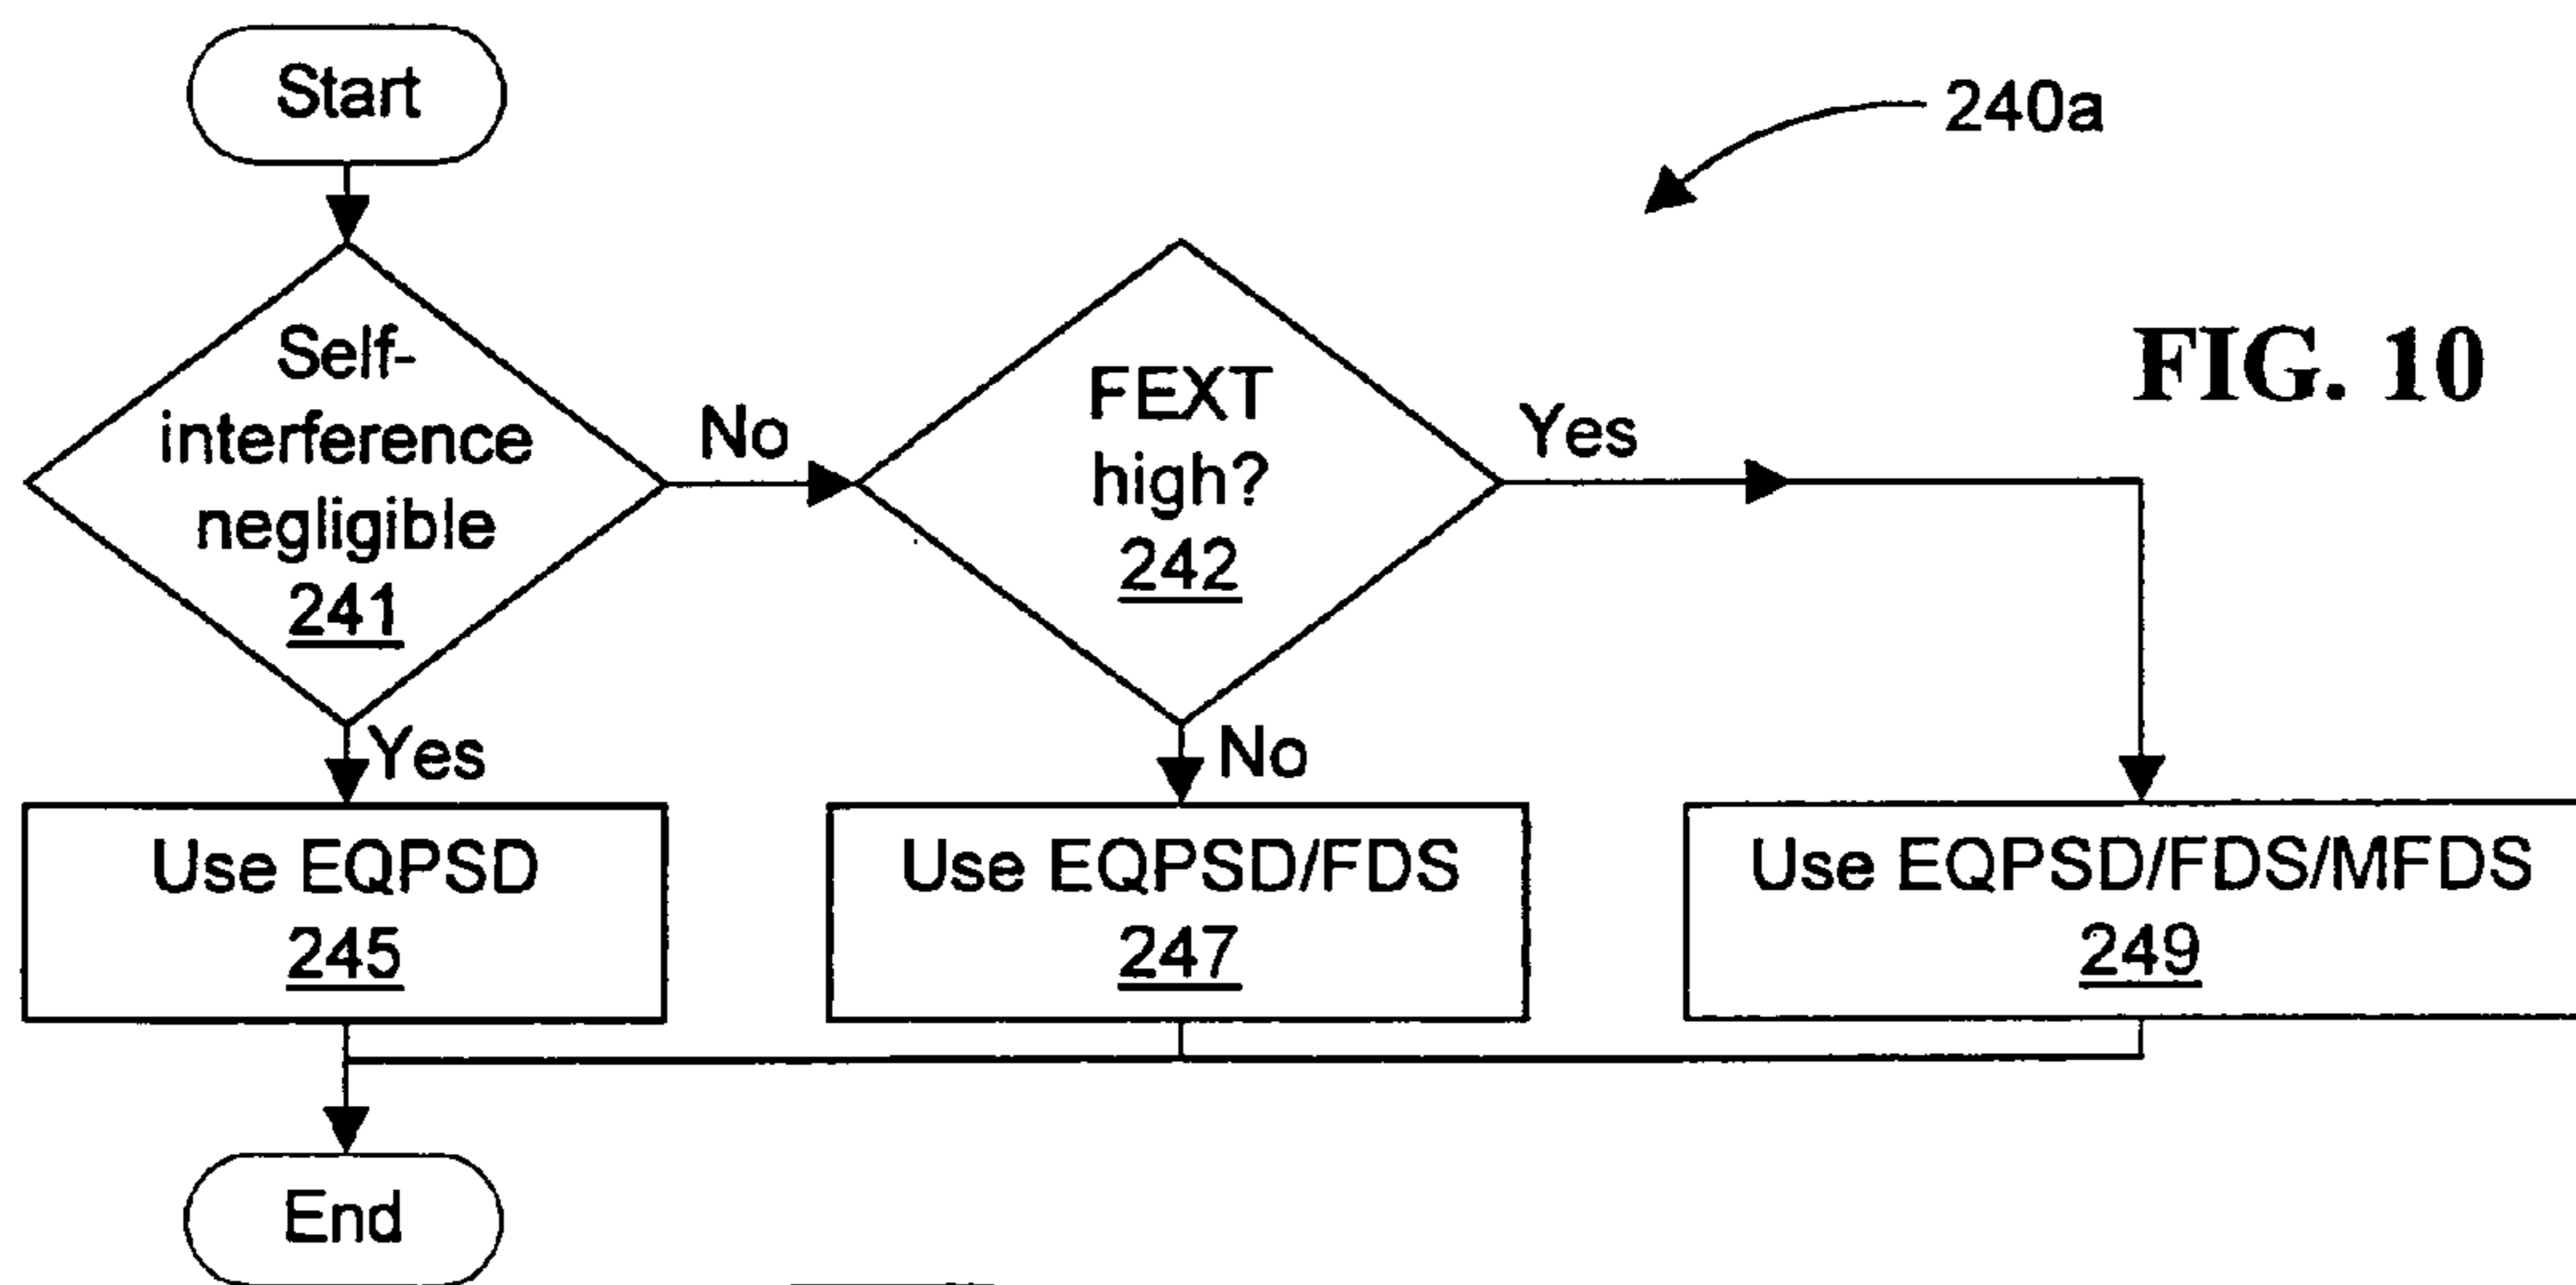 Start
240a
FIG. 10
Self-
interference
negligible
241
No
FEXT
high?
242
Yes
Yes
No
Use EQPSD
245
Use EQPSD/FDS
247
Use EQPSD/FDS/MFDS
249
End